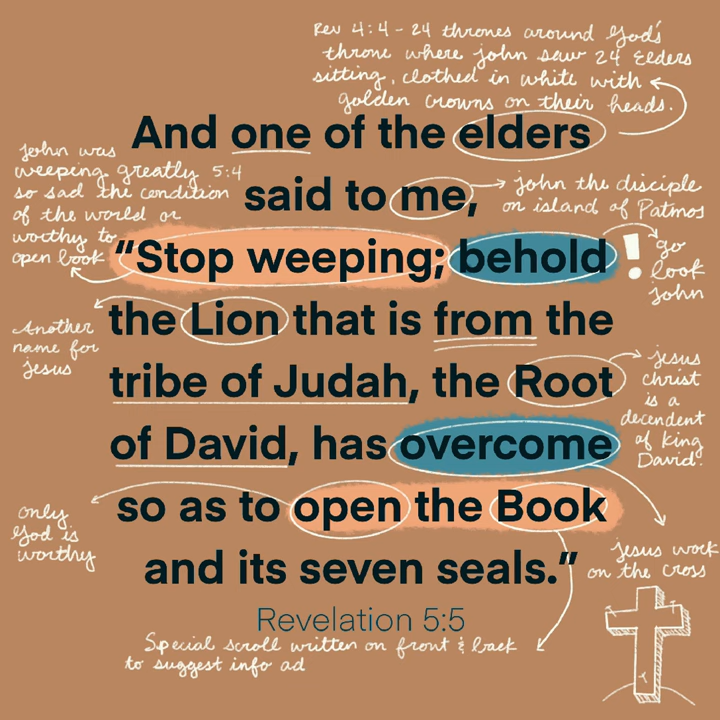 Rev 4:4 - 24 thrones around God's
throne where john saw 24 Elders
sitting, clothed in white with
golden crowns on their heads.
And one of the elders
john was
weeping greatly 5:4
so sad the condition
of the world or
worthy to
open book
said to me,
john the disciple
on island of Patmos
"Stop weeping; behold
!
go
look
john
the Lion that is from the
Another
name for
jesus
tribe of Judah, the Root
jesus
christ
is a
decendent
of king
David.
of David, has overcome
so as to open the Book
only
God is
worthy
and its seven seals."
jesus work
on the cross
Revelation 5:5
Special scroll written on front & back
to suggest info ad